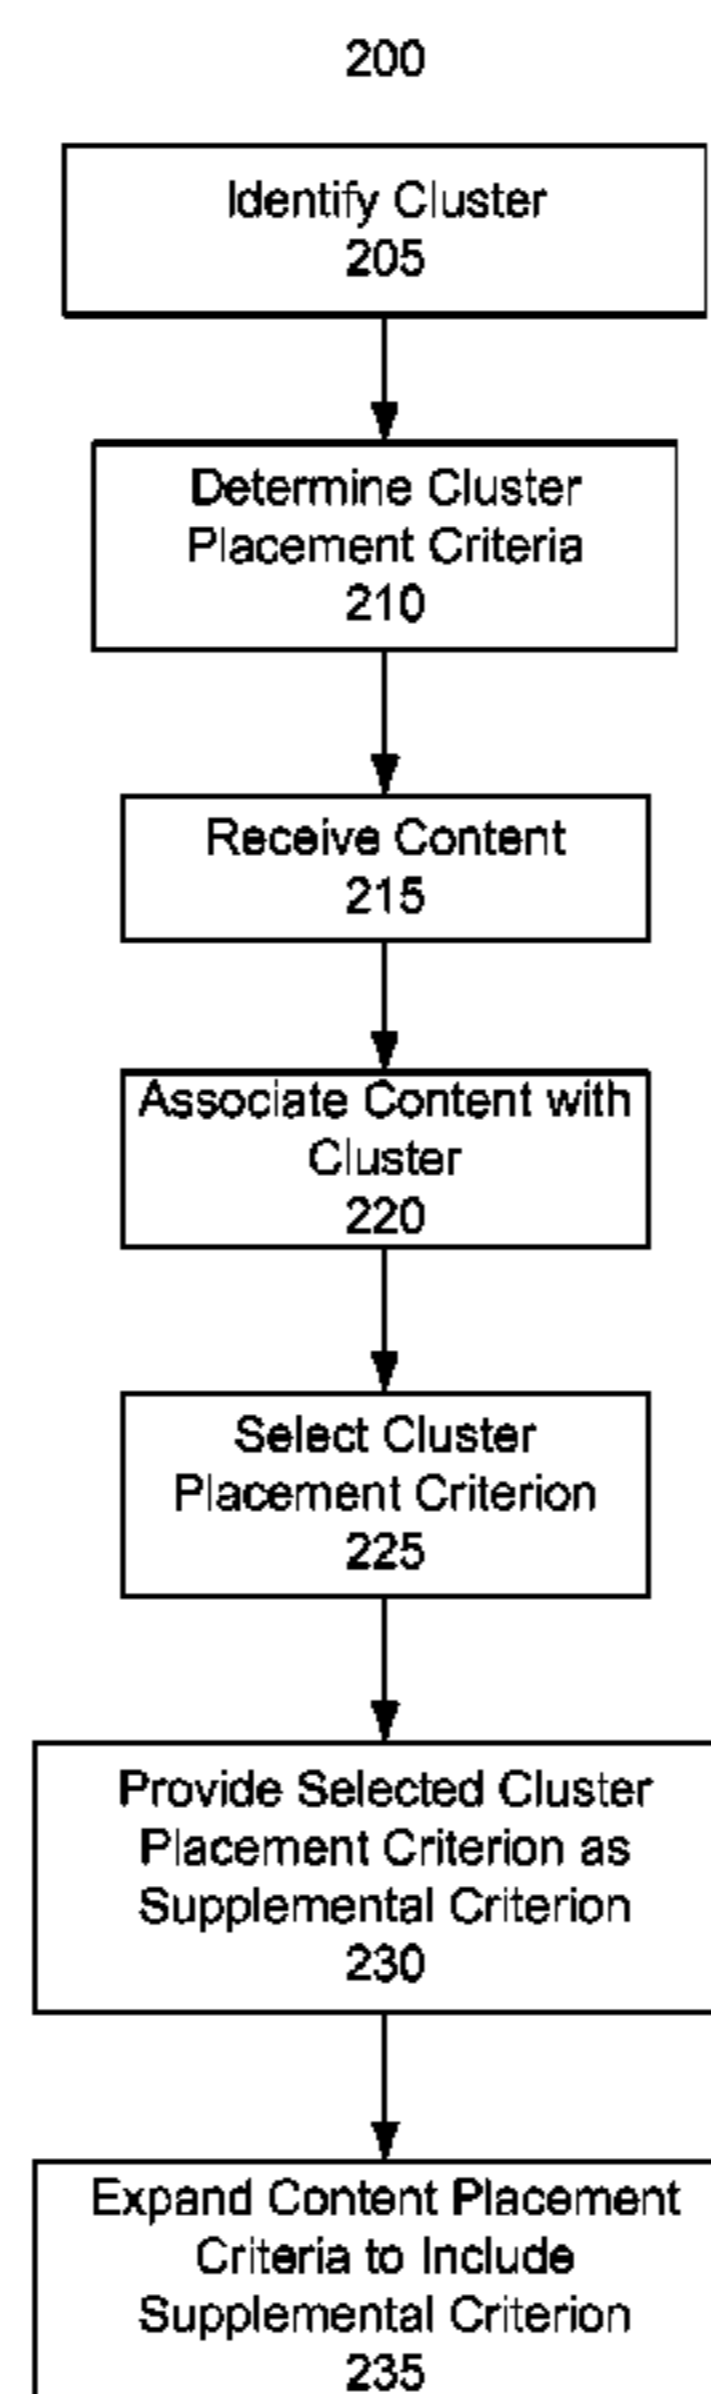 200
Identify Cluster
205
Determine Cluster
Placement Criteria
210
Receive Content
215
Associate Content with
Cluster
220
Select Cluster
Placement Criterion
225
Provide Selected Cluster
Placement Criterion as
Supplemental Criterion
230
Expand Content Placement
Criteria to Include
Supplemental Criterion
235